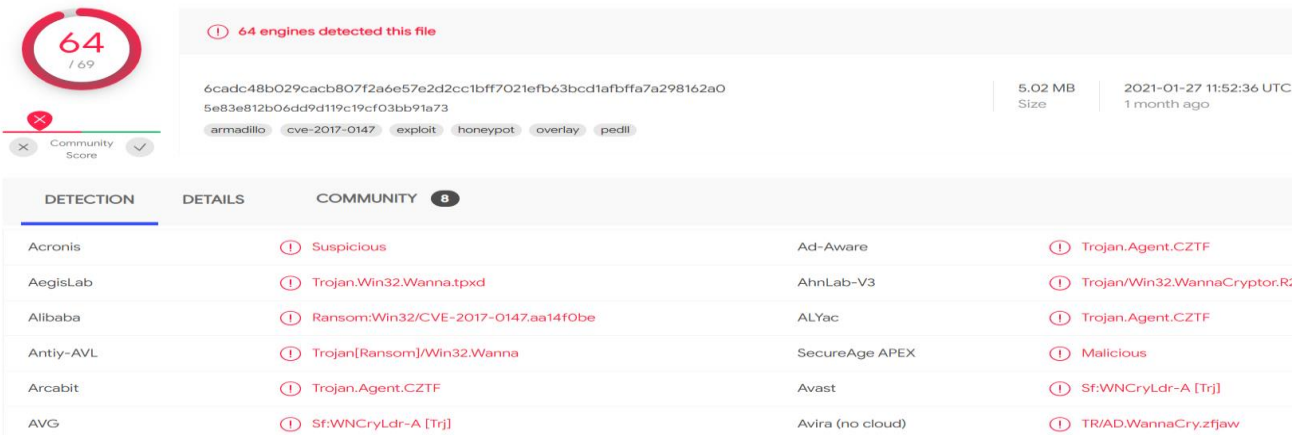 64
/ 69
Community
Score
64 engines detected this file
6cadc48b029cacb807f2a6e57e2d2cc1bff7021efb63bcd1afbffa7a298162a0
5e83e812b06dd9d119c19cf03bb91a73
armadillo cve-2017-0147 exploit honeypot overlay pedll
5.02 MB
Size
2021-01-27 11:52:36 UTC
1 month ago
DETECTION DETAILS COMMUNITY 8
Acronis Suspicious Ad-Aware Trojan.Agent.CZTF
AegisLab Trojan.Win32.Wanna.tpxd AhnLab-V3 Trojan/Win32.WannaCryptor.R2
Alibaba Ransom:Win32/CVE-2017-0147.aa14f0be ALYac Trojan.Agent.CZTF
Antiy-AVL Trojan[Ransom]/Win32.Wanna SecureAge APEX Malicious
Arcabit Trojan.Agent.CZTF Avast Sf:WNCryLdr-A [Trj]
AVG Sf:WNCryLdr-A [Trj] Avira (no cloud) TR/AD.WannaCry.zfjaw